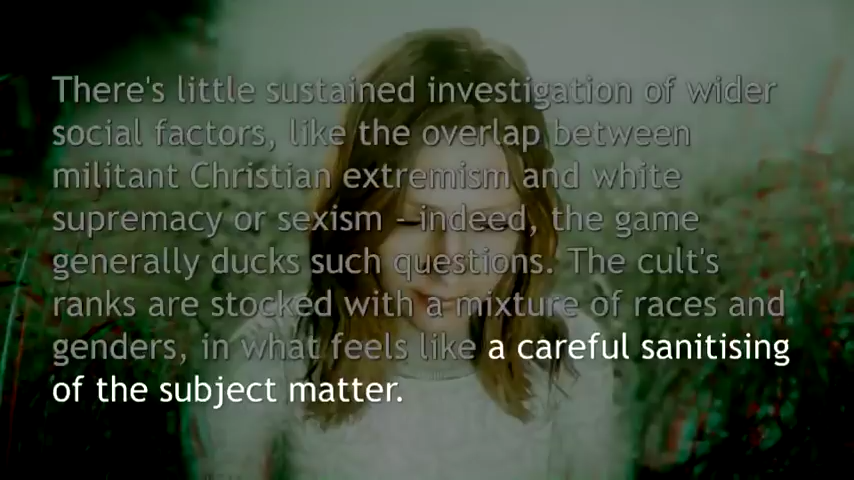 There's little sustained investigation of wider
social factors, like the overlap between
militant Christian extremism and white
supremacy or sexism - indeed, the game
generally ducks such questions. The cult's
ranks are stocked with a mixture of races and
genders, in what feels like a careful sanitising
of the subject matter.